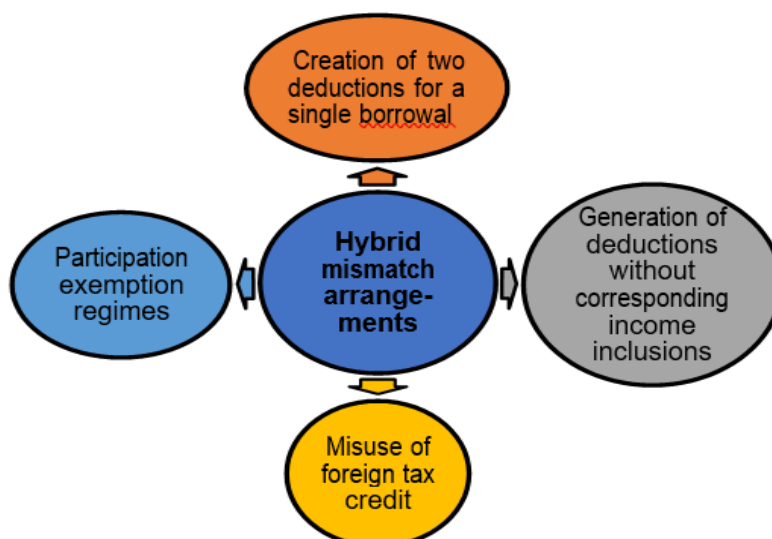 Creation of two
deductions for a
single borrowal
Participation
exemption
regimes
Hybrid
mismatch
arrange-
ments
Generation of
deductions
without
corresponding
income
inclusions
Misuse of
foreign tax
credit